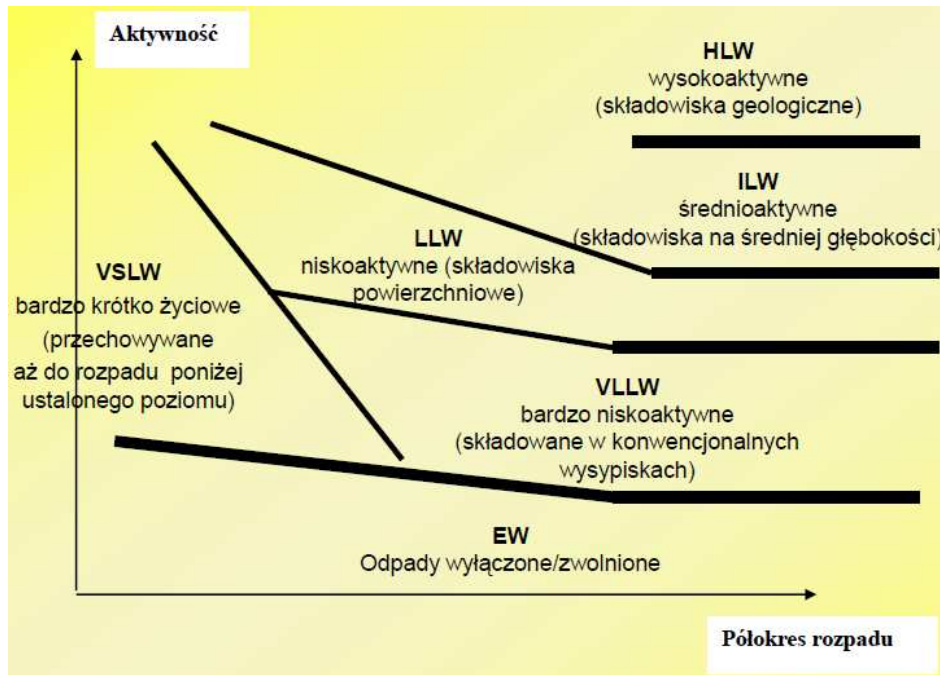 Aktywność
HLW
wysokoaktywne
(składowiska geologiczne)
ILW
średnioaktywne
(składowiska na średniej głębokości)
LLW
niskoaktywne (składowiska
powierzchniowe)
VSLW
bardzo krótko życiowe
(przechowywane
aż do rozpadu poniżej
ustalonego poziomu)
VLLW
bardzo niskoaktywne
(składowane w konwencjonalnych
wysypiskach)
EW
Odpady wyłączone/zwolnione
Półokres rozpadu